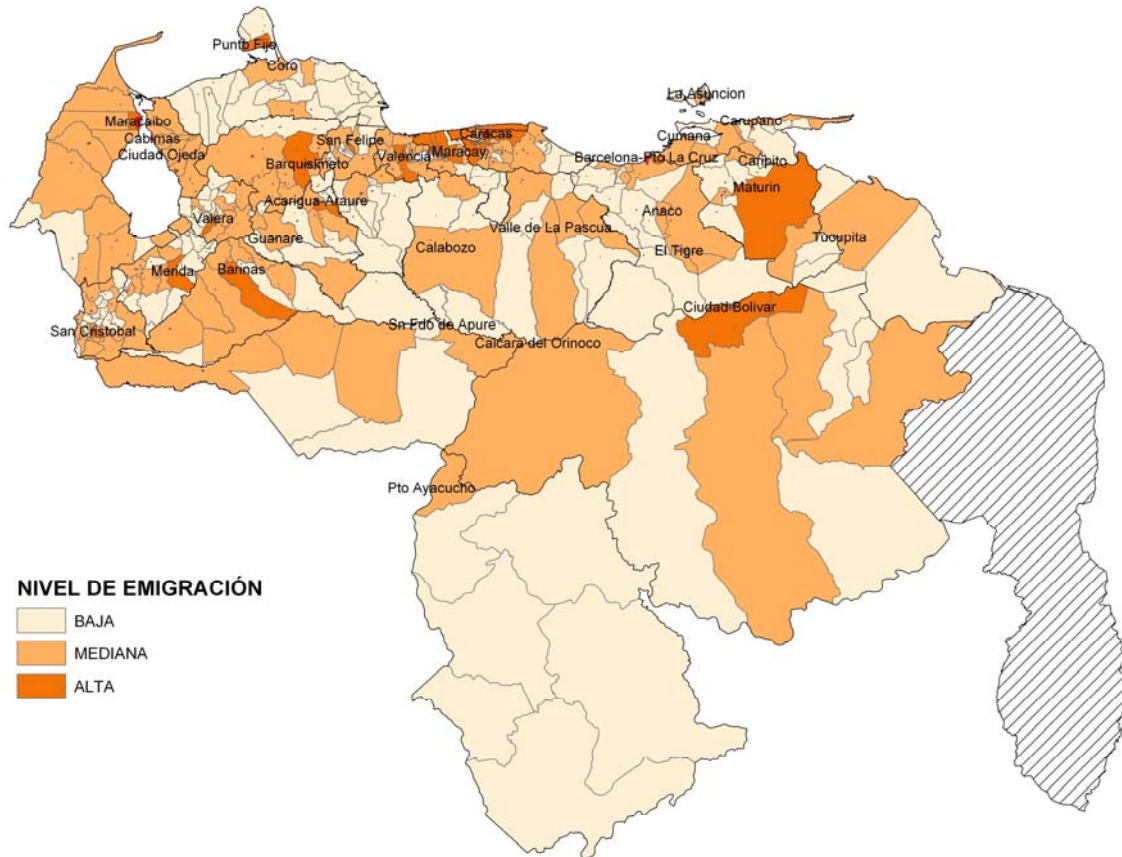 Punto Fijo
Coro
La Asuncion
Maracaibo
Cabimas
Ciudad Ojeda
San Felipe
Caracas
Carupano
Cumana
Valencia
Maracay
Barquisimeto
Barcelona-Pto La Cruz
Caripito
Maturin
Acarigua-Araure
Valera
Anaco
Guanare
Valle de La Pascua
Calabozo
El Tigre
Tucupita
Merida
Barinas
Ciudad Bolivar
San Cristobal
Sn Fdo de Apure
Caicara del Orinoco
Pto Ayacucho
NIVEL DE EMIGRACIÓN
BAJA
MEDIANA
ALTA